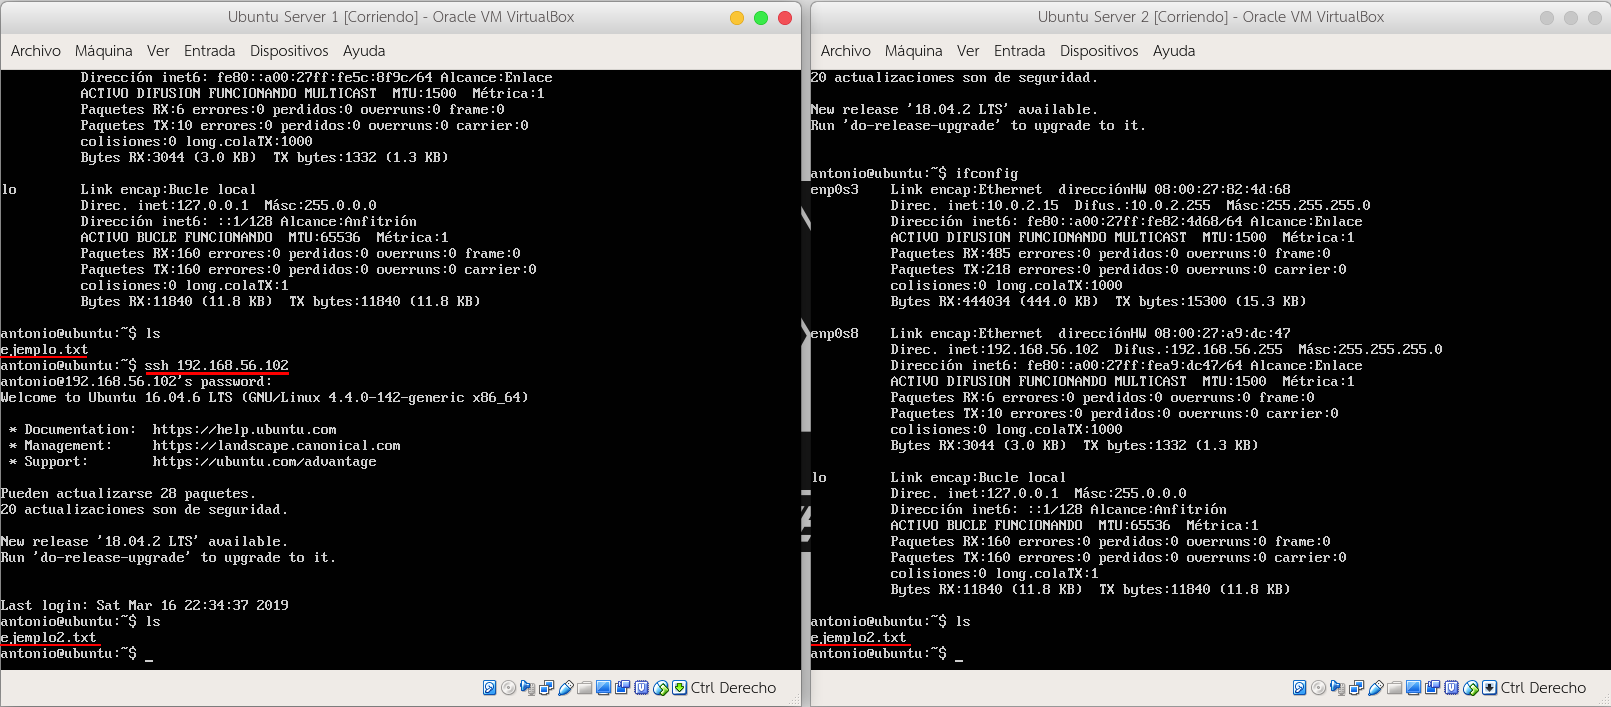 Ubuntu Server 1 [Corriendo] - Oracle VM VirtualBox
Archivo Máquina Ver Entrada Dispositivos Ayuda
Dirección inet6: fe80::a00:27ff:fe5c:8f9c/64 Alcance:Enlace
ACTIVO DIFUSION FUNCIONANDO MULTICAST  MTU:1500  Métrica:1
Paquetes RX:6 errores:0 perdidos:0 overruns:0 frame:0
Paquetes TX:10 errores:0 perdidos:0 overruns:0 carrier:0
colisiones:0 long.colaTX:1000
Bytes RX:3044 (3.0 KB)  TX bytes:1332 (1.3 KB)
lo        Link encap:Bucle local
Direc. inet:127.0.0.1  Másc:255.0.0.0
Dirección inet6: ::1/128 Alcance:Anfitrión
ACTIVO BUCLE FUNCIONANDO  MTU:65536  Métrica:1
Paquetes RX:160 errores:0 perdidos:0 overruns:0 frame:0
Paquetes TX:160 errores:0 perdidos:0 overruns:0 carrier:0
colisiones:0 long.colaTX:1
Bytes RX:11840 (11.8 KB)  TX bytes:11840 (11.8 KB)
antonio@ubuntu:~$ ls
ejemplo.txt
antonio@ubuntu:~$ ssh 192.168.56.102
antonio@192.168.56.102's password:
Welcome to Ubuntu 16.04.6 LTS (GNU/Linux 4.4.0-142-generic x86_64)
* Documentation:  https://help.ubuntu.com
* Management:     https://landscape.canonical.com
* Support:        https://ubuntu.com/advantage
Pueden actualizarse 28 paquetes.
20 actualizaciones son de seguridad.
New release '18.04.2 LTS' available.
Run 'do-release-upgrade' to upgrade to it.
Last login: Sat Mar 16 22:34:37 2019
antonio@ubuntu:~$ ls
ejemplo2.txt
antonio@ubuntu:~$ _
Ctrl Derecho
Ubuntu Server 2 [Corriendo] - Oracle VM VirtualBox
Archivo Máquina Ver Entrada Dispositivos Ayuda
20 actualizaciones son de seguridad.
New release '18.04.2 LTS' available.
Run 'do-release-upgrade' to upgrade to it.
antonio@ubuntu:~$ ifconfig
enp0s3    Link encap:Ethernet  direcciónHW 08:00:27:82:4d:68
Direc. inet:10.0.2.15  Difus.:10.0.2.255  Másc:255.255.255.0
Dirección inet6: fe80::a00:27ff:fe82:4d68/64 Alcance:Enlace
ACTIVO DIFUSION FUNCIONANDO MULTICAST  MTU:1500  Métrica:1
Paquetes RX:485 errores:0 perdidos:0 overruns:0 frame:0
Paquetes TX:218 errores:0 perdidos:0 overruns:0 carrier:0
colisiones:0 long.colaTX:1000
Bytes RX:444034 (444.0 KB)  TX bytes:15300 (15.3 KB)
enp0s8    Link encap:Ethernet  direcciónHW 08:00:27:a9:dc:47
Direc. inet:192.168.56.102  Difus.:192.168.56.255  Másc:255.255.255.0
Dirección inet6: fe80::a00:27ff:fea9:dc47/64 Alcance:Enlace
ACTIVO DIFUSION FUNCIONANDO MULTICAST  MTU:1500  Métrica:1
Paquetes RX:6 errores:0 perdidos:0 overruns:0 frame:0
Paquetes TX:10 errores:0 perdidos:0 overruns:0 carrier:0
colisiones:0 long.colaTX:1000
Bytes RX:3044 (3.0 KB)  TX bytes:1332 (1.3 KB)
lo        Link encap:Bucle local
Direc. inet:127.0.0.1  Másc:255.0.0.0
Dirección inet6: ::1/128 Alcance:Anfitrión
ACTIVO BUCLE FUNCIONANDO  MTU:65536  Métrica:1
Paquetes RX:160 errores:0 perdidos:0 overruns:0 frame:0
Paquetes TX:160 errores:0 perdidos:0 overruns:0 carrier:0
colisiones:0 long.colaTX:1
Bytes RX:11840 (11.8 KB)  TX bytes:11840 (11.8 KB)
antonio@ubuntu:~$ ls
ejemplo2.txt
antonio@ubuntu:~$ _
Ctrl Derecho